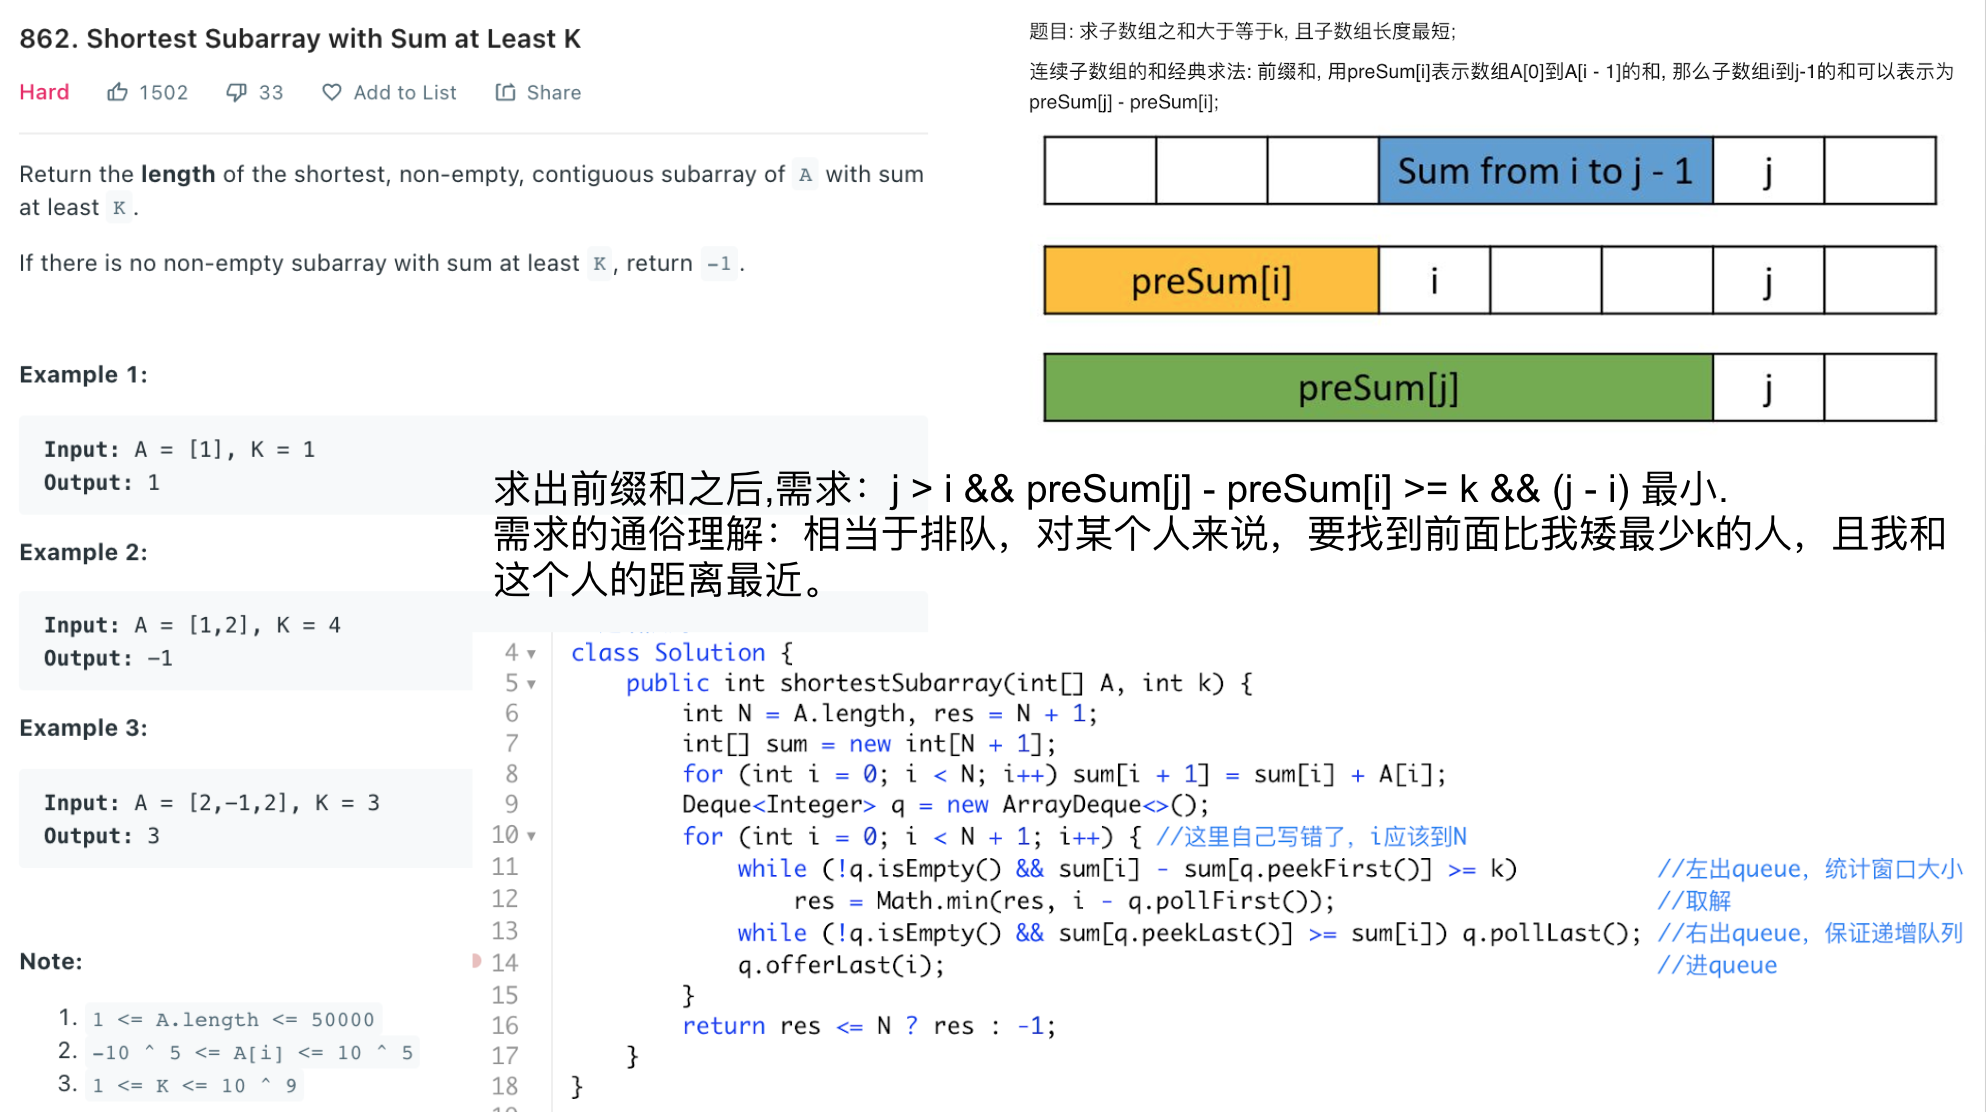 862. Shortest Subarray with Sum at Least K
Hard 1502 33 Add to List Share
Return the length of the shortest, non-empty, contiguous subarray of A with sum
at least K.
If there is no non-empty subarray with sum at least K, return -1.
Example 1:
Input: A = [1], K = 1
Output: 1
Example 2:
Input: A = [1,2], K = 4
Output: -1
Example 3:
Input: A = [2,-1,2], K = 3
Output: 3
Note:
1. 1 <= A.length <= 50000
2. -10 ^ 5 <= A[i] <= 10 ^ 5
3. 1 <= K <= 10 ^ 9
题目: 求子数组之和大于等于k, 且子数组长度最短;
连续子数组的和经典求法: 前缀和, 用preSum[i]表示数组A[0]到A[i - 1]的和, 那么子数组i到j-1的和可以表示为
preSum[j] - preSum[i];
Sum from i to j - 1 j
preSum[i] i j
preSum[j] j
求出前缀和之后,需求：j > i && preSum[j] - preSum[i] >= k && (j - i) 最小.
需求的通俗理解：相当于排队，对某个人来说，要找到前面比我矮最少k的人，且我和
这个人的距离最近。
4 class Solution {
5 public int shortestSubarray(int[] A, int k) {
6 int N = A.length, res = N + 1;
7 int[] sum = new int[N + 1];
8 for (int i = 0; i < N; i++) sum[i + 1] = sum[i] + A[i];
9 Deque<Integer> q = new ArrayDeque<>();
10 for (int i = 0; i < N + 1; i++) { //这里自己写错了，i应该到N
11 while (!q.isEmpty() && sum[i] - sum[q.peekFirst()] >= k) //左出queue，统计窗口大小
12 res = Math.min(res, i - q.pollFirst()); //取解
13 while (!q.isEmpty() && sum[q.peekLast()] >= sum[i]) q.pollLast(); //右出queue，保证递增队列
14 q.offerLast(i); //进queue
15 }
16 return res <= N ? res : -1;
17 }
18 }